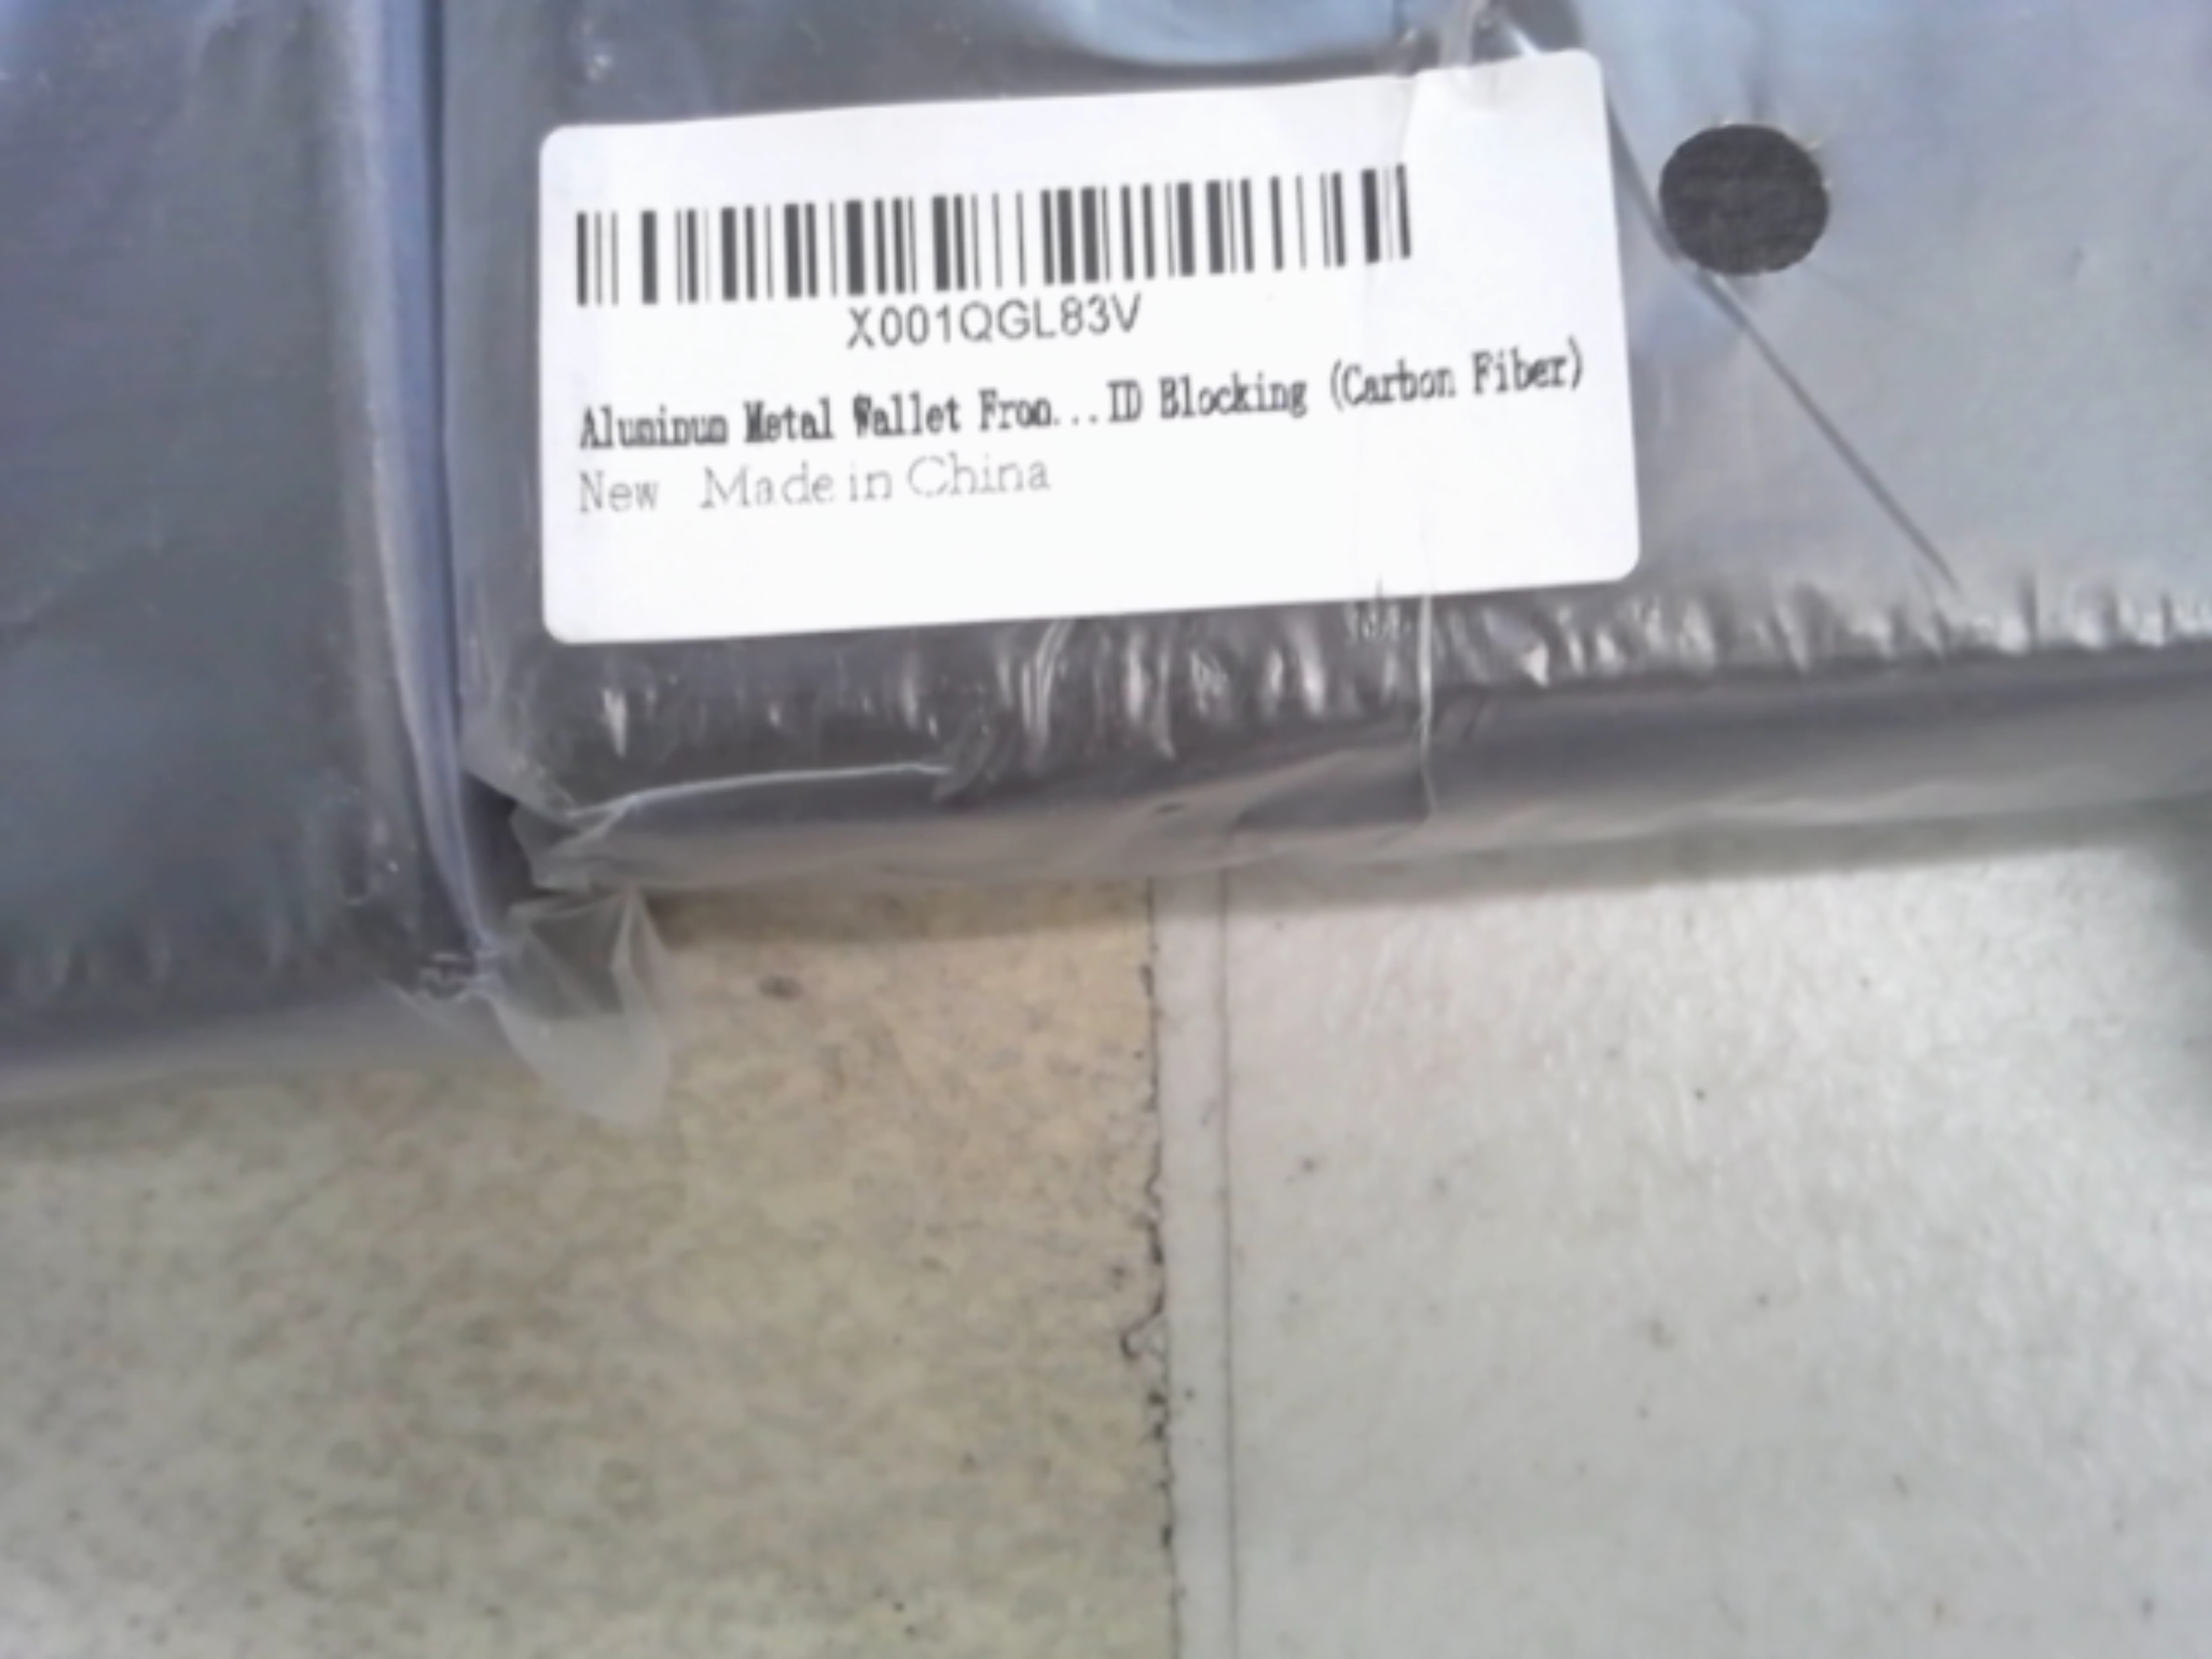 X001QGL83V
Aluminum Metal Wallet Fron...ID Blocking (Carbon Fiber)
New Made in China